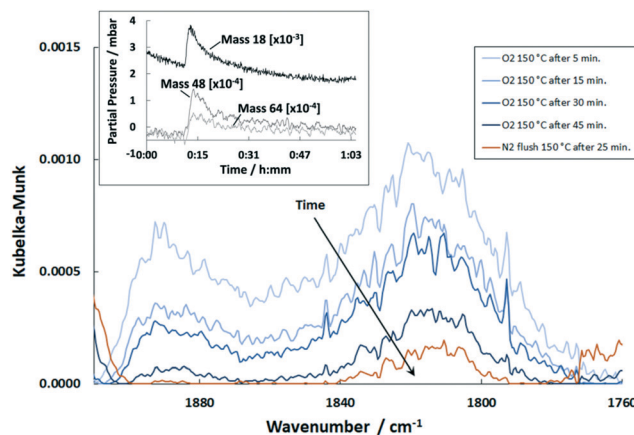 0.0015
0.0010
0.0005
0.0000
Kubelka-Munk
1880
1840
1800
1760
Wavenumber / cm⁻¹
4
3
2
1
0
-1
Partial Pressure / mbar
0:00
0:15
0:31
0:47
1:03
Time / h:mm
Mass 18 [x10⁻³]
Mass 48 [x10⁻⁴]
Mass 64 [x10⁻⁴]
Time
O2 150 °C after 5 min.
O2 150 °C after 15 min.
O2 150 °C after 30 min.
O2 150 °C after 45 min.
N2 flush 150 °C after 25 min.